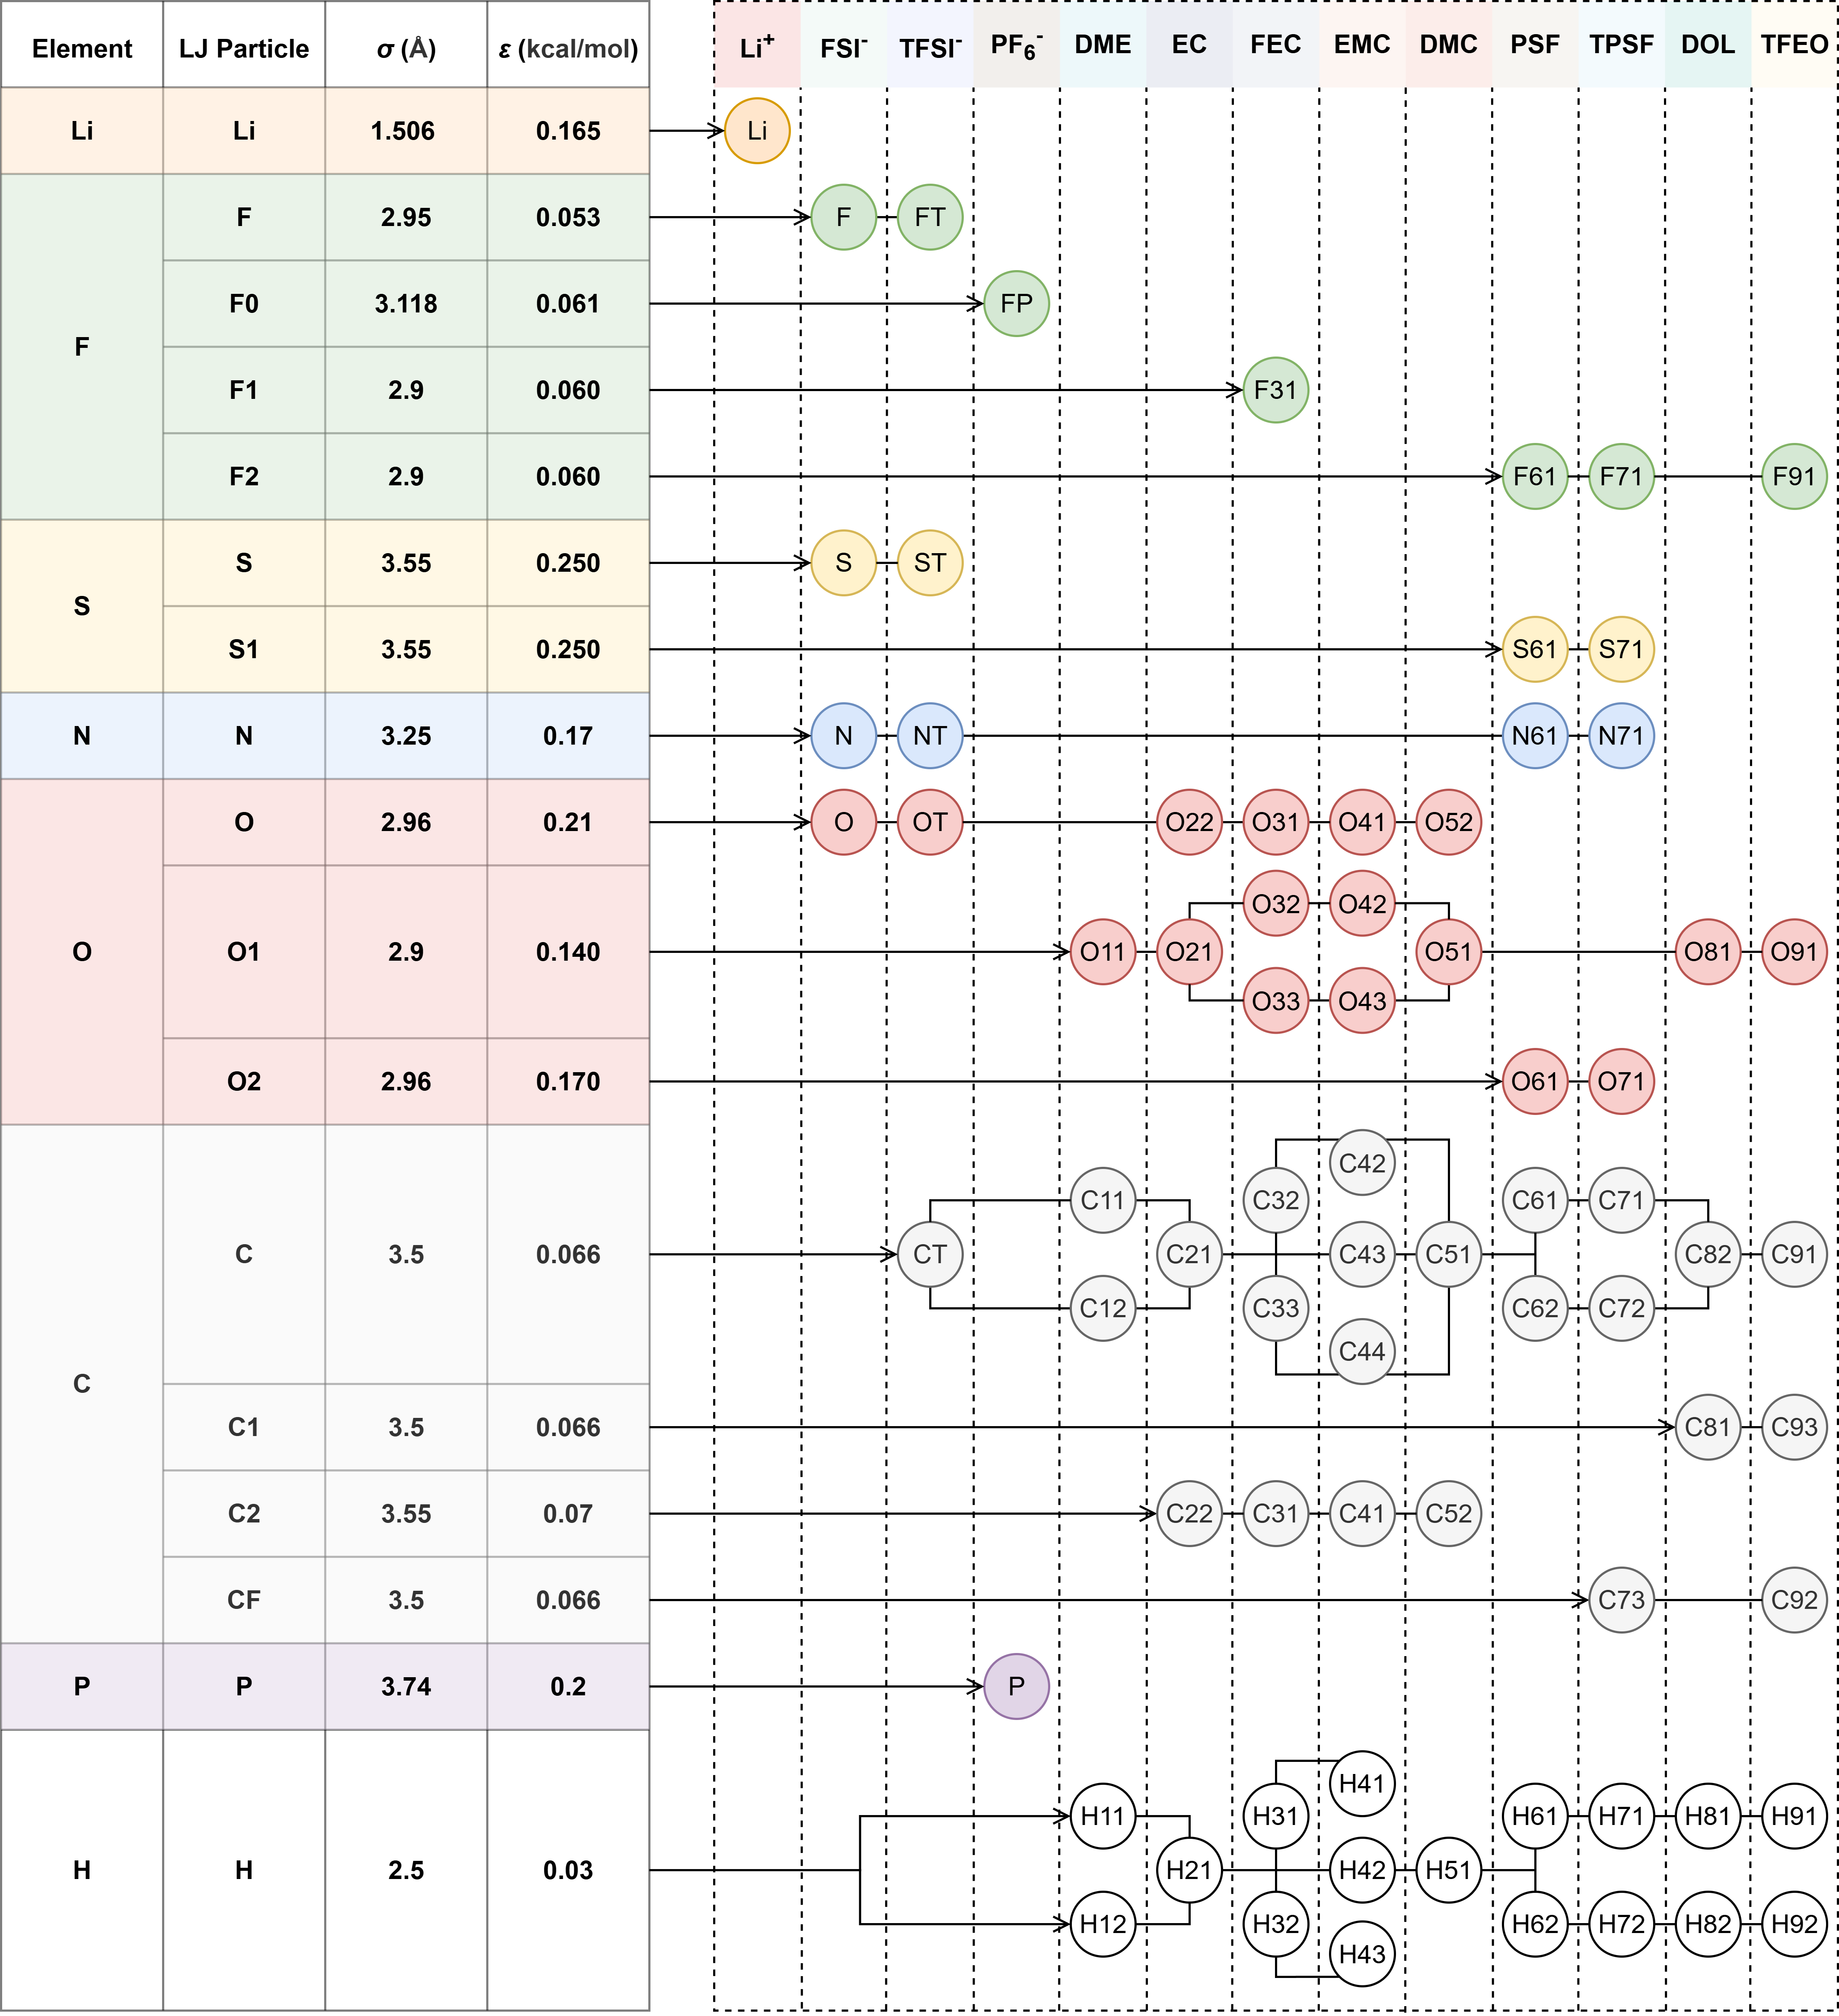 Element LJ Particle σ (Å) ε (kcal/mol) Li⁺ FSI⁻ TFSI⁻ PF₆⁻ DME EC FEC EMC DMC PSF TPSF DOL TFEO
Li Li 1.506 0.165 Li
F F 2.95 0.053 F FT
F0 3.118 0.061 FP
F1 2.9 0.060 F31
F2 2.9 0.060 F61 F71 F91
S S 3.55 0.250 S ST
S1 3.55 0.250 S61 S71
N N 3.25 0.17 N NT N61 N71
O O 2.96 0.21 O OT O22 O31 O41 O52
O32 O42
O1 2.9 0.140 O11 O21 O51 O81 O91
O33 O43
O2 2.96 0.170 O61 O71
C42
C11 C32 C61 C71
C C 3.5 0.066 CT C21 C43 C51 C82 C91
C12 C33 C62 C72
C44
C1 3.5 0.066 C81 C93
C2 3.55 0.07 C22 C31 C41 C52
CF 3.5 0.066 C73 C92
P P 3.74 0.2 P
H41
H11 H31 H61 H71 H81 H91
H H 2.5 0.03 H21 H42 H51
H12 H32 H62 H72 H82 H92
H43